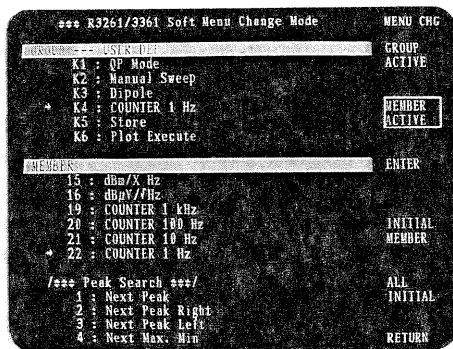 *** R3261/3361 Soft Menu Change Mode
MENU CHG
GROUP --- USER DEF
GROUP
ACTIVE
K1 : QP Mode
K2 : Manual Sweep
K3 : Dipole
→ K4 : COUNTER 1 Hz
MEMBER
ACTIVE
K5 : Store
K6 : Plot Execute
MEMBER
ENTER
15 : dBm/X Hz
16 : dBμV/√Hz
19 : COUNTER 1 kHz
20 : COUNTER 100 Hz
INITIAL
MEMBER
21 : COUNTER 10 Hz
→ 22 : COUNTER 1 Hz
/*** Peak Search ***/
ALL
INITIAL
1 : Next Peak
2 : Next Peak Right
3 : Next Peak Left
4 : Next Max. Min
RETURN